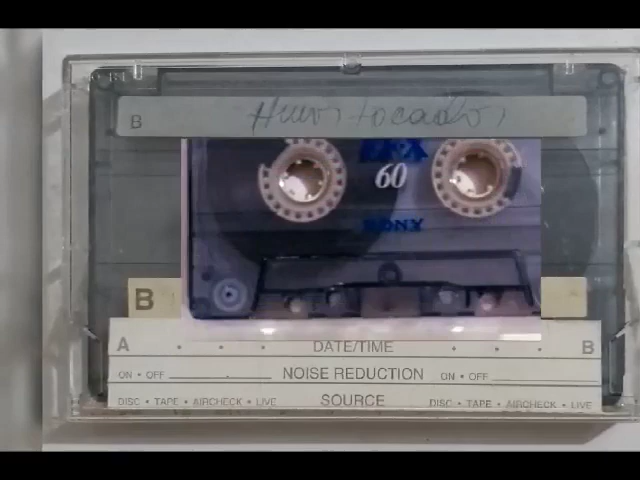 B
60
SONY
B
A DATE/TIME B
ON • OFF NOISE REDUCTION ON • OFF
DISC • TAPE • AIRCHECK • LIVE SOURCE DISC • TAPE • AIRCHECK • LIVE